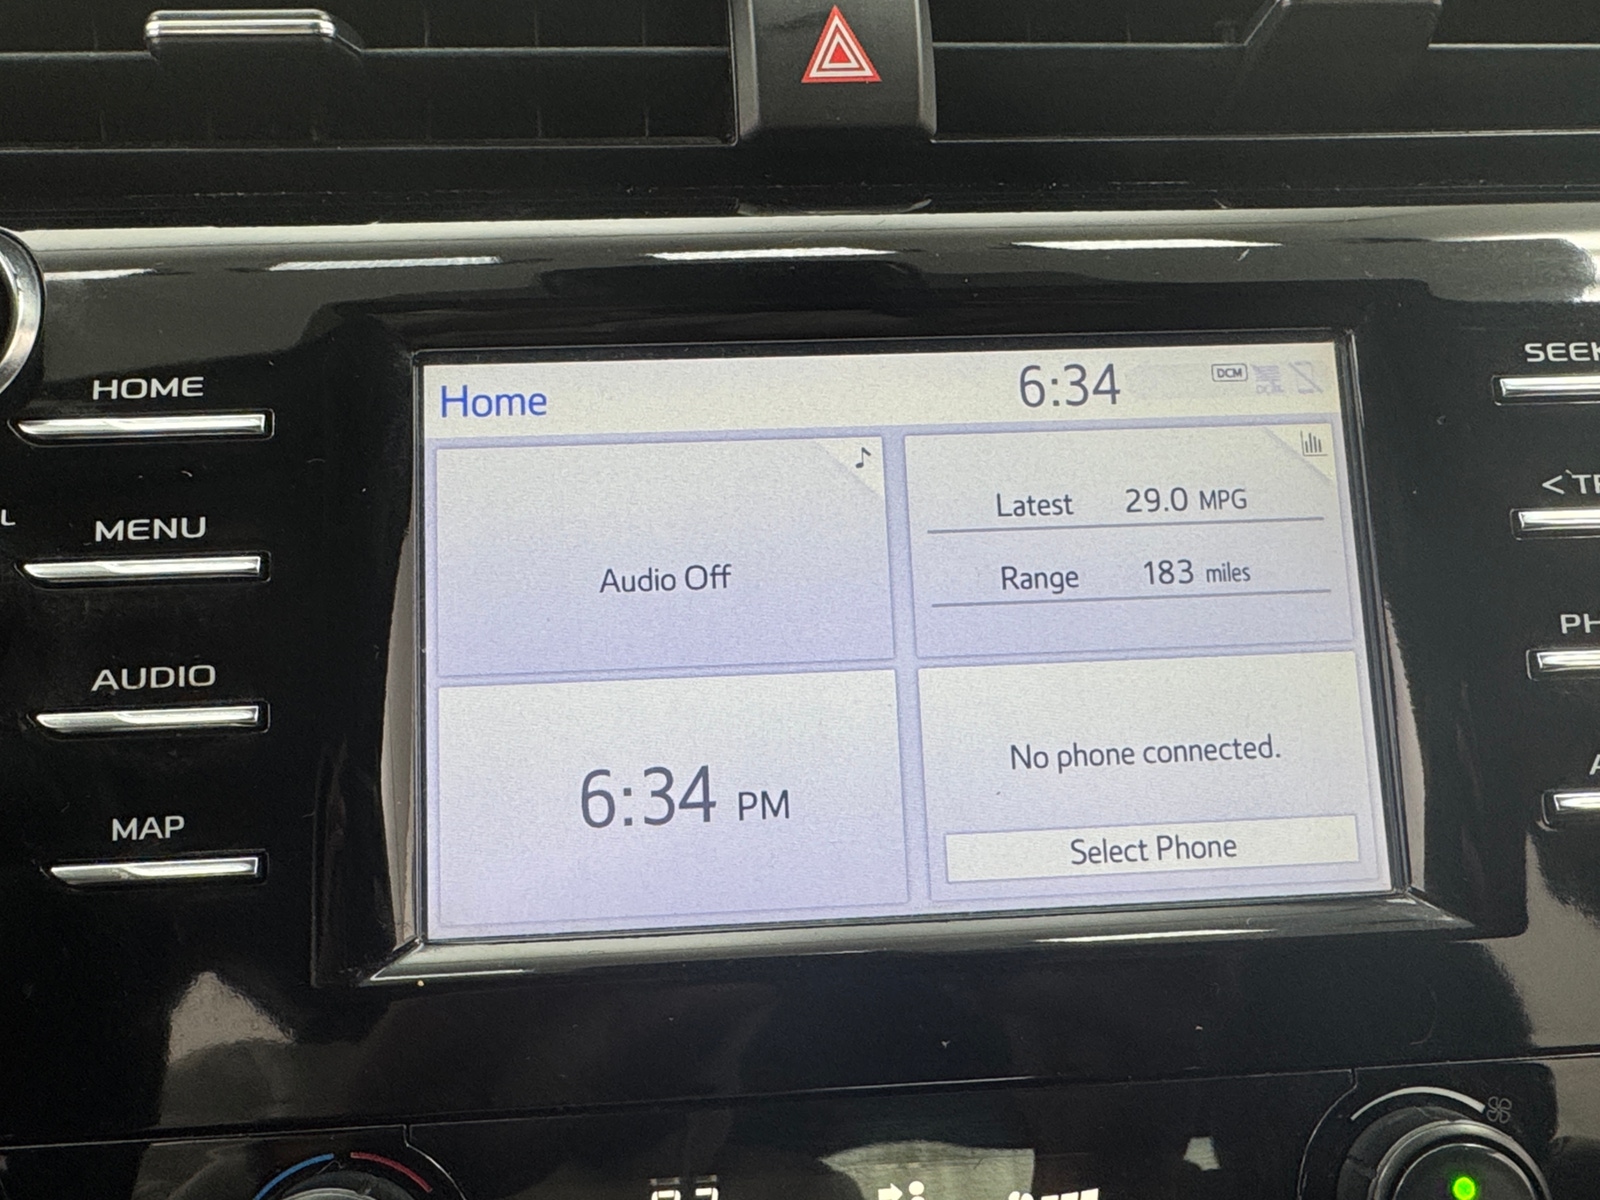 HOME
MENU
AUDIO
MAP
Home
6:34
DCM
Audio Off
Latest 29.0 MPG
Range 183 miles
6:34 PM
No phone connected.
Select Phone
SEEK